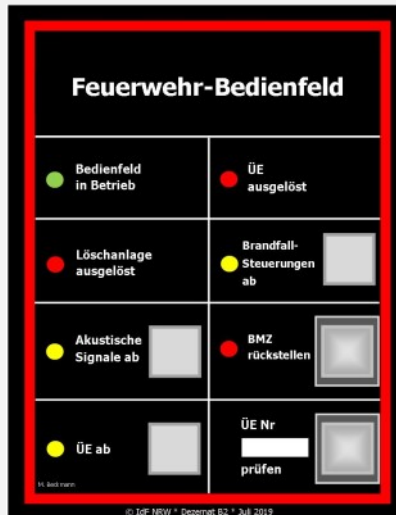 Feuerwehr-Bedienfeld
Bedienfeld
in Betrieb
ÜE
ausgelöst
Löschanlage
ausgelöst
Brandfall-
Steuerungen
ab
Akustische
Signale ab
BMZ
rückstellen
ÜE ab
ÜE Nr
prüfen
M. Beckmann
© IdF NRW * Dezernat B2 * Juli 2019